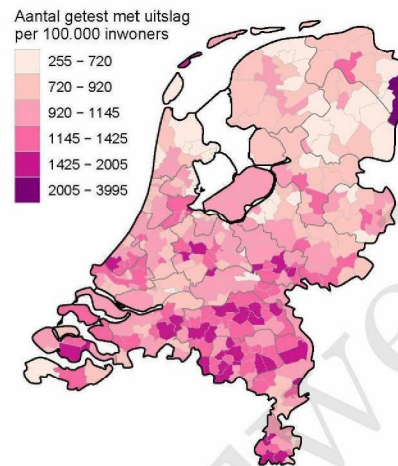 Aantal getest met uitslag
per 100.000 inwoners
255 – 720
720 – 920
920 – 1145
1145 – 1425
1425 – 2005
2005 – 3995